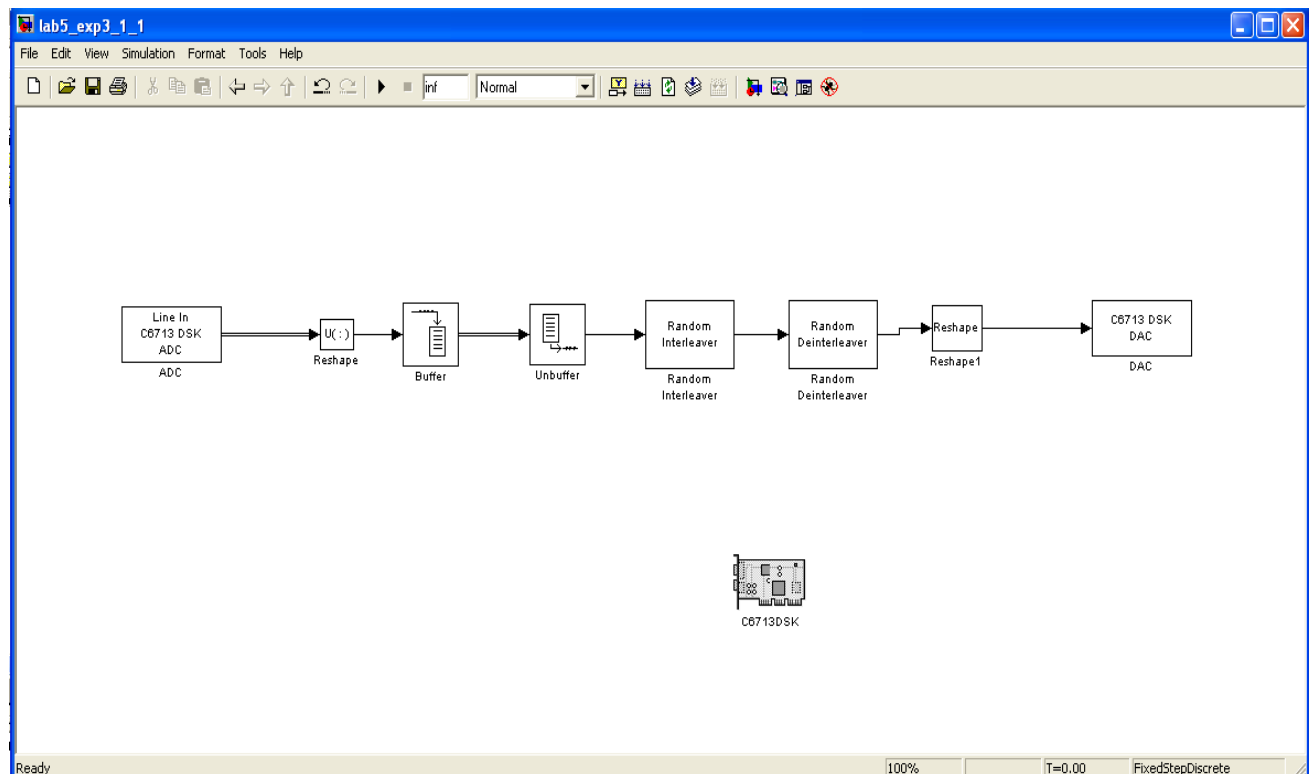 lab5_exp3_1_1
File Edit View Simulation Format Tools Help
inf Normal
Line In
C6713 DSK
ADC
ADC
U( : )
Reshape
Buffer
Unbuffer
Random
Interleaver
Random
Interleaver
Random
Deinterleaver
Random
Deinterleaver
Reshape
Reshape1
C6713 DSK
DAC
DAC
C6713DSK
Ready 100% T=0.00 FixedStepDiscrete